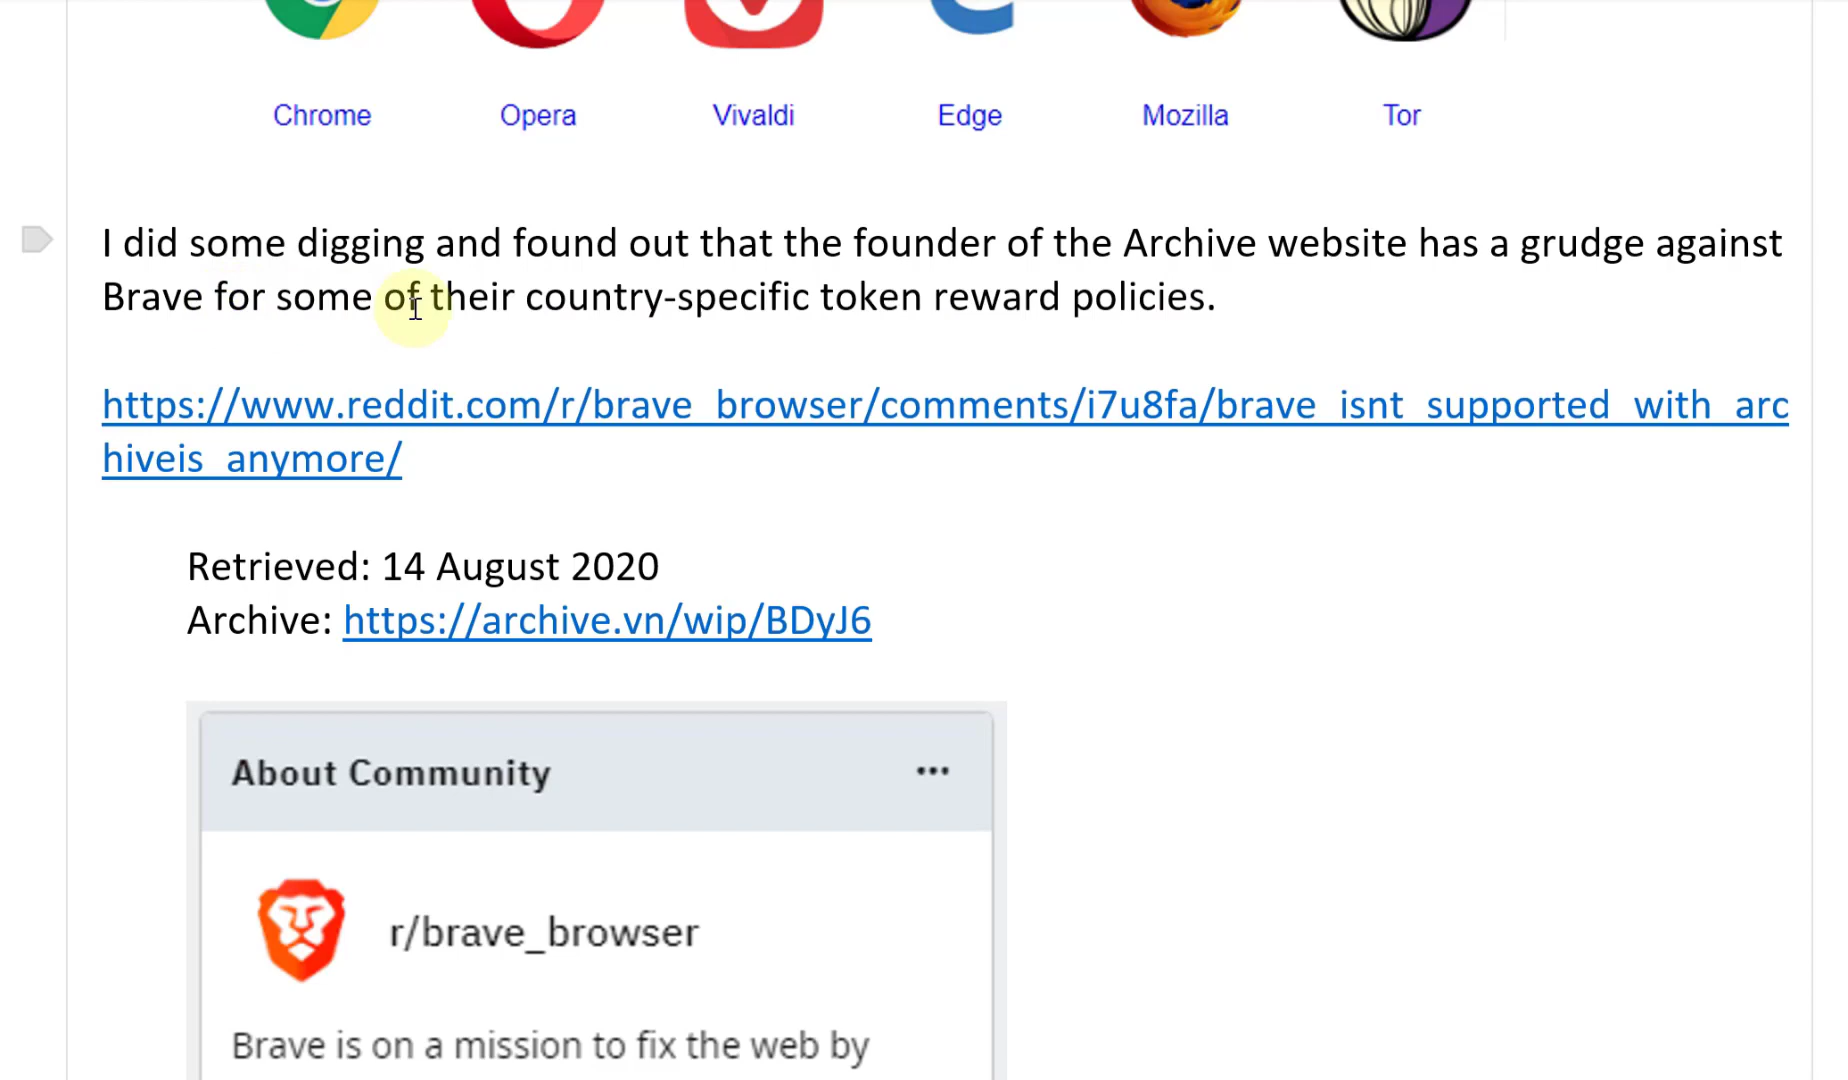 Chrome Opera Vivaldi Edge Mozilla Tor
I did some digging and found out that the founder of the Archive website has a grudge against
Brave for some of their country-specific token reward policies.
https://www.reddit.com/r/brave_browser/comments/i7u8fa/brave_isnt_supported_with_arc
hiveis_anymore/
Retrieved: 14 August 2020
Archive: https://archive.vn/wip/BDyJ6
About Community
r/brave_browser
Brave is on a mission to fix the web by